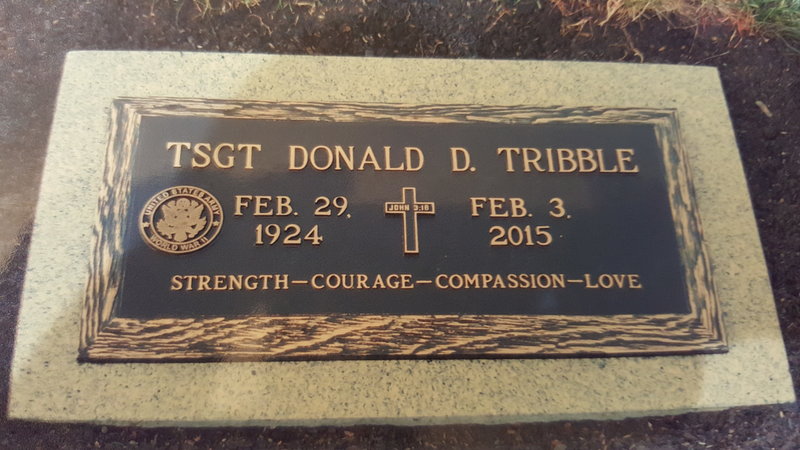 TSGT DONALD D. TRIBBLE
UNITED STATES ARMY
WORLD WAR II
FEB. 29, 1924
JOHN 3:16
FEB. 3, 2015
STRENGTH—COURAGE—COMPASSION—LOVE